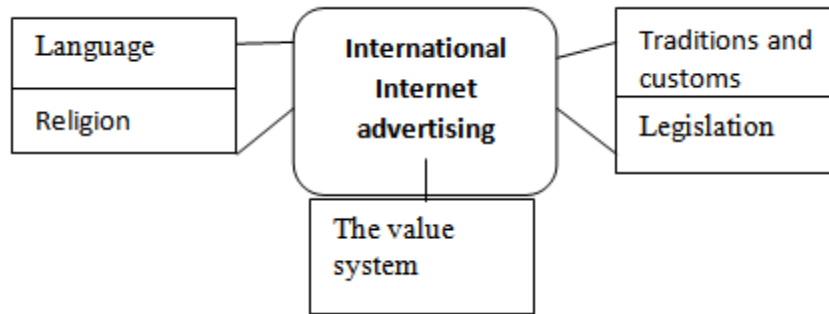 Language
Religion
International
Internet
advertising
Traditions and
customs
Legislation
The value
system